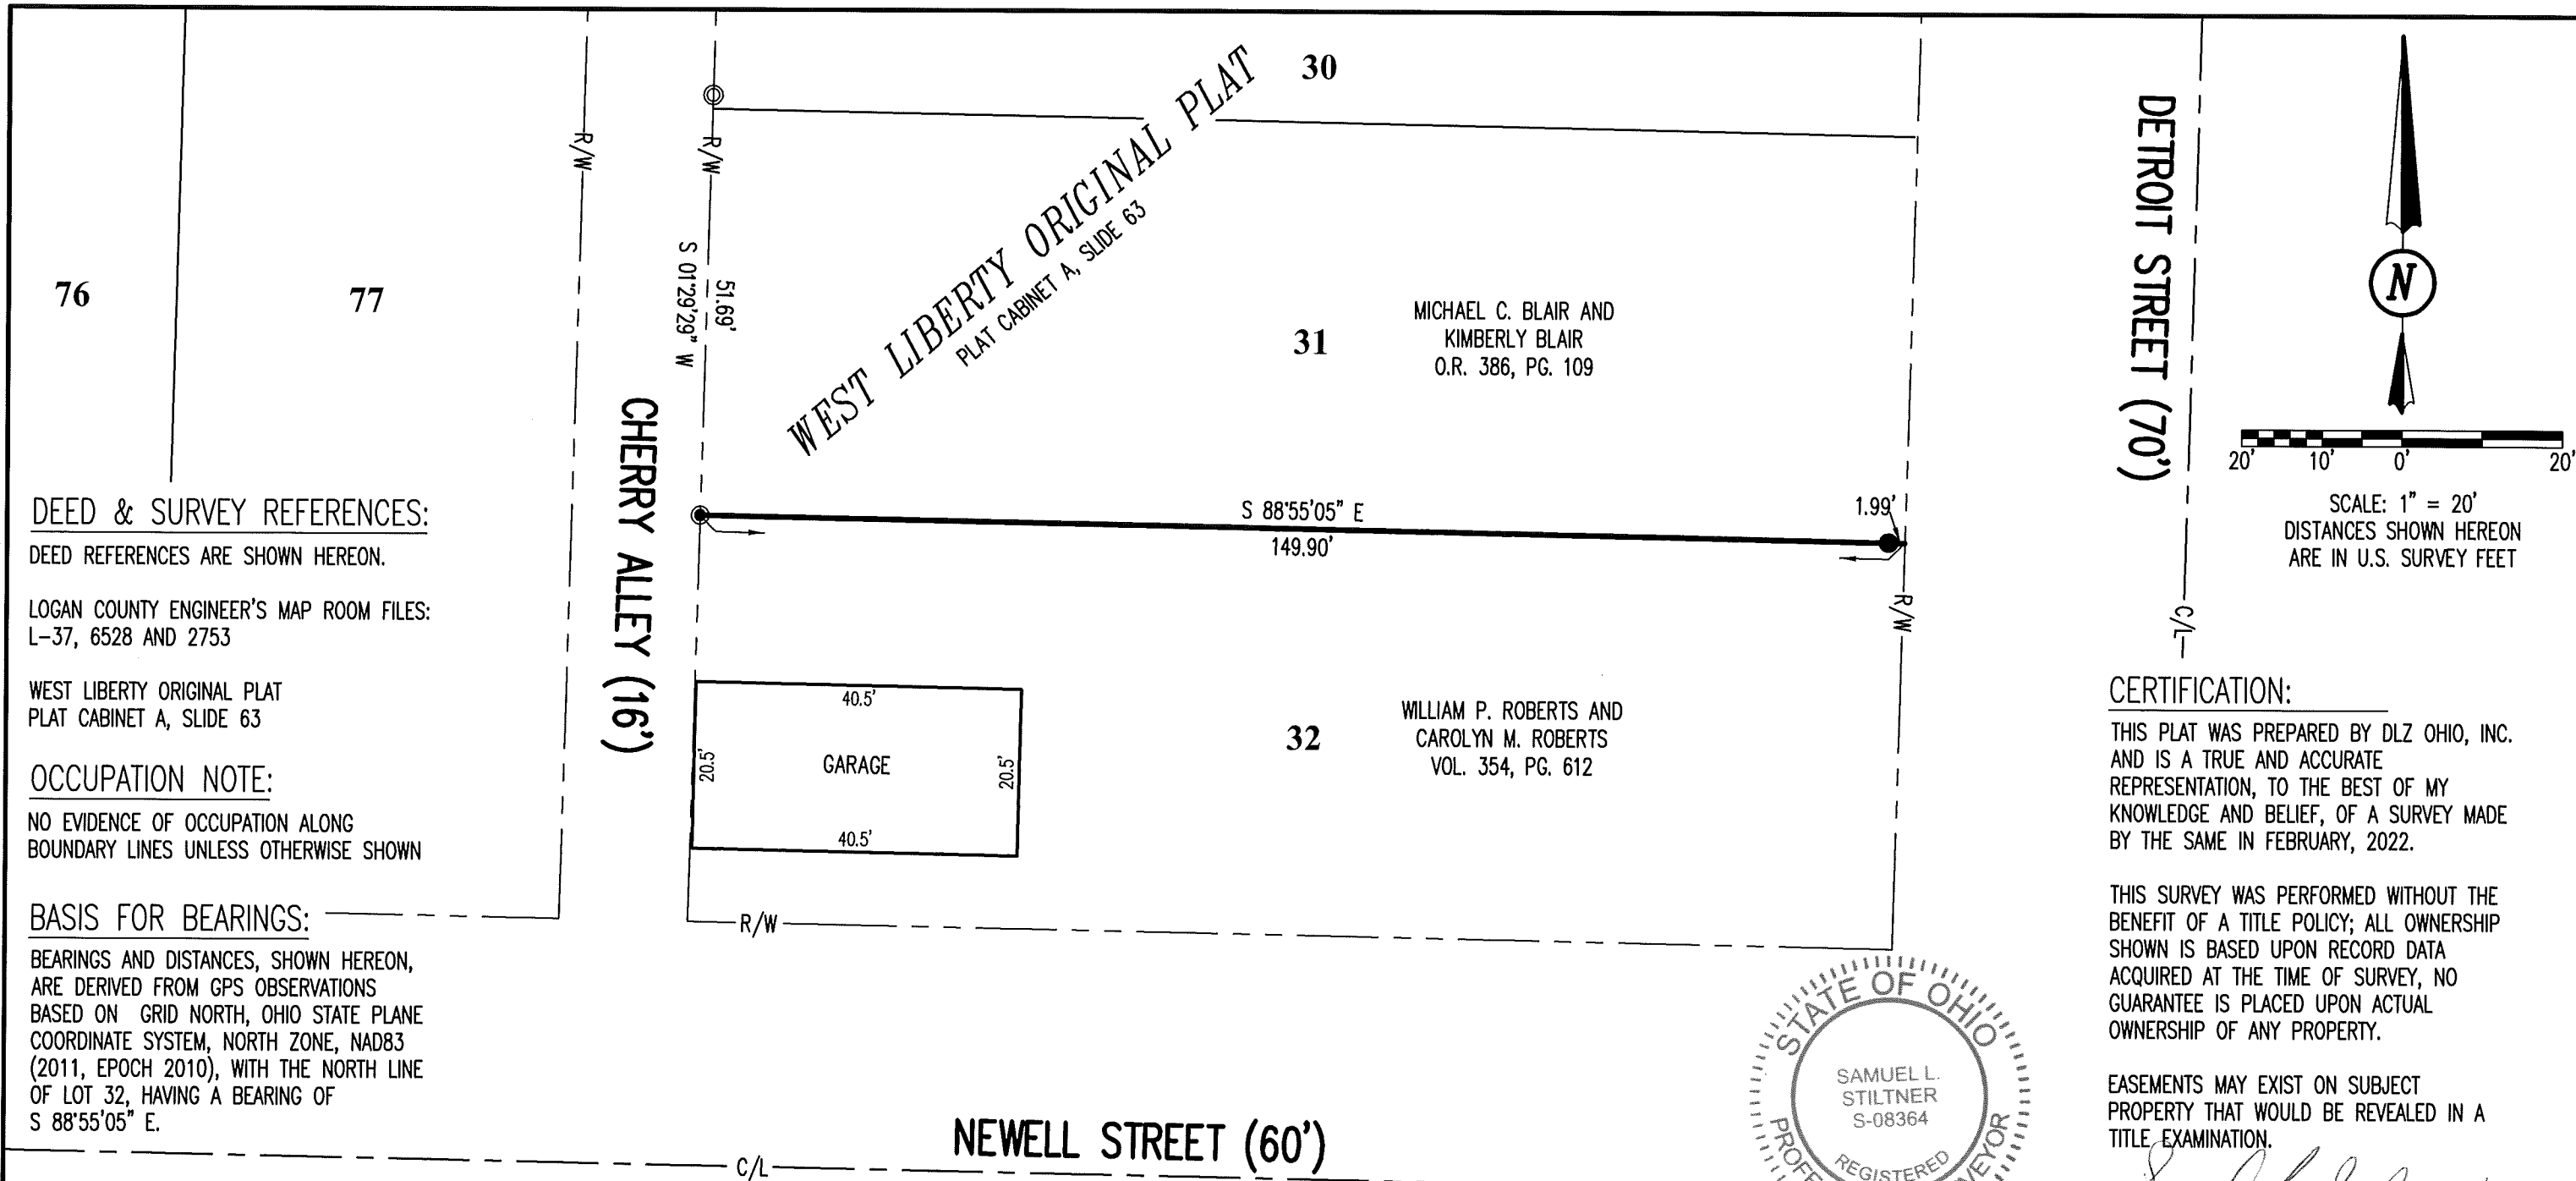 30
WEST LIBERTY ORIGINAL PLAT
PLAT CABINET A, SLIDE 63
R/W
R/W
76
77
S 01°29'29" W
51.69'
31
MICHAEL C. BLAIR AND
KIMBERLY BLAIR
O.R. 386, PG. 109
DETROIT STREET (70')
N
20'
10'
0'
20'
SCALE: 1" = 20'
DISTANCES SHOWN HEREON
ARE IN U.S. SURVEY FEET
CHERRY ALLEY (16')
S 88°55'05" E
149.90'
1.99'
R/W
C/L
DEED & SURVEY REFERENCES:
DEED REFERENCES ARE SHOWN HEREON.
LOGAN COUNTY ENGINEER'S MAP ROOM FILES:
L-37, 6528 AND 2753
WEST LIBERTY ORIGINAL PLAT
PLAT CABINET A, SLIDE 63
OCCUPATION NOTE:
NO EVIDENCE OF OCCUPATION ALONG
BOUNDARY LINES UNLESS OTHERWISE SHOWN
BASIS FOR BEARINGS:
BEARINGS AND DISTANCES, SHOWN HEREON,
ARE DERIVED FROM GPS OBSERVATIONS
BASED ON GRID NORTH, OHIO STATE PLANE
COORDINATE SYSTEM, NORTH ZONE, NAD83
(2011, EPOCH 2010), WITH THE NORTH LINE
OF LOT 32, HAVING A BEARING OF
S 88°55'05" E.
40.5'
20.5'
GARAGE
20.5'
40.5'
32
WILLIAM P. ROBERTS AND
CAROLYN M. ROBERTS
VOL. 354, PG. 612
R/W
CERTIFICATION:
THIS PLAT WAS PREPARED BY DLZ OHIO, INC.
AND IS A TRUE AND ACCURATE
REPRESENTATION, TO THE BEST OF MY
KNOWLEDGE AND BELIEF, OF A SURVEY MADE
BY THE SAME IN FEBRUARY, 2022.
THIS SURVEY WAS PERFORMED WITHOUT THE
BENEFIT OF A TITLE POLICY; ALL OWNERSHIP
SHOWN IS BASED UPON RECORD DATA
ACQUIRED AT THE TIME OF SURVEY, NO
GUARANTEE IS PLACED UPON ACTUAL
OWNERSHIP OF ANY PROPERTY.
EASEMENTS MAY EXIST ON SUBJECT
PROPERTY THAT WOULD BE REVEALED IN A
TITLE EXAMINATION.
STATE OF OHIO
SAMUEL L.
STILTNER
S-08364
REGISTERED
NEWELL STREET (60')
C/L